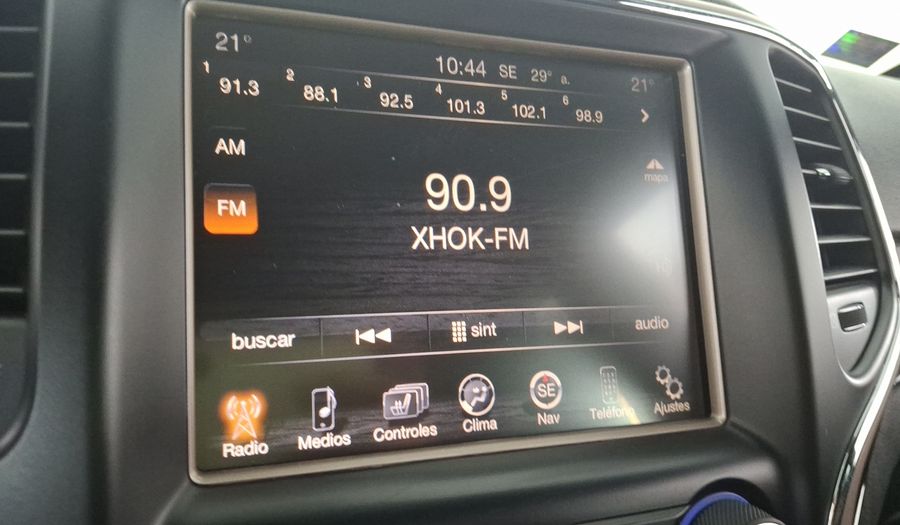 21°
10:44 SE 29° a.
21°
1 91.3 2 88.1 3 92.5 4 101.3 5 102.1 6 98.9
AM
mapa
FM
90.9
XHOK-FM
buscar sint audio
Radio Medios Controles Clima SE Nav Teléfono Ajustes